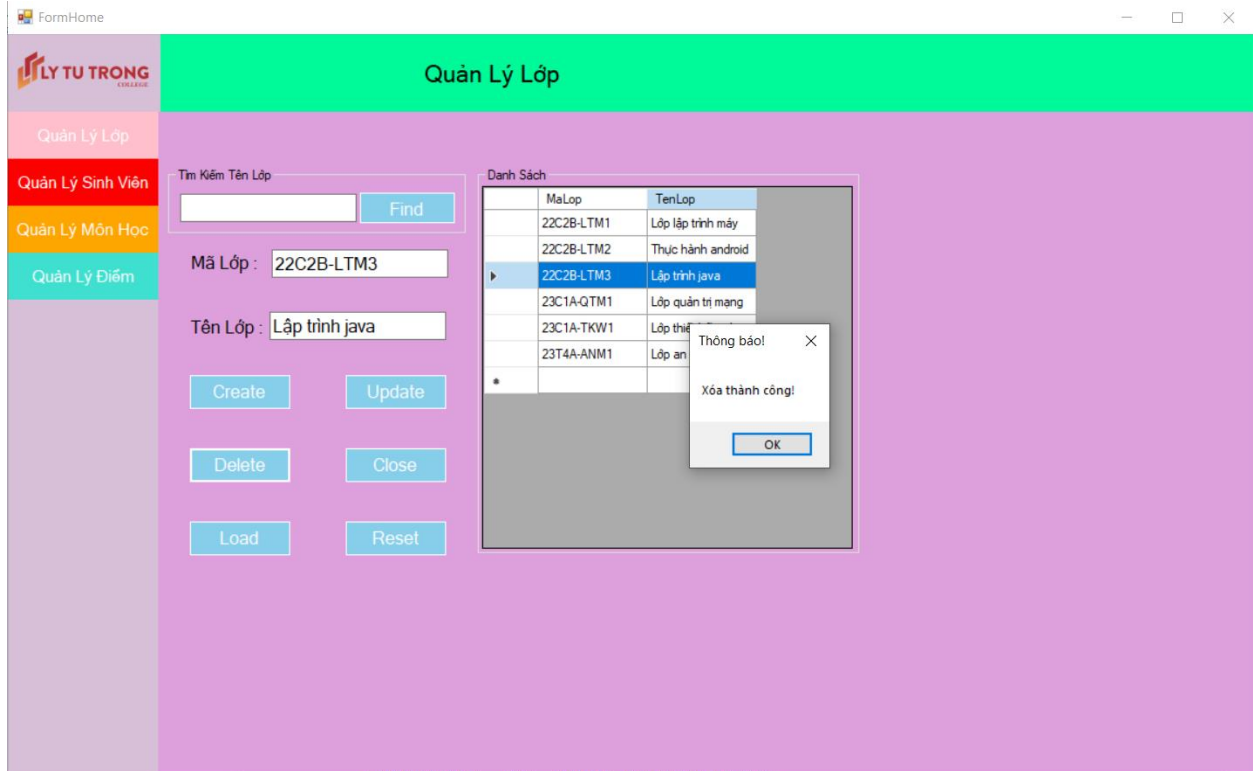 FormHome
LY TU TRONG
COLLEGE
Quản Lý Lớp
Quản Lý Lớp
Quản Lý Sinh Viên
Quản Lý Môn Học
Quản Lý Điểm
Tìm Kiếm Tên Lớp
Find
Mã Lớp : 22C2B-LTM3
Tên Lớp : Lập trình java
Create Update
Delete Close
Load Reset
Danh Sách
MaLop TenLop
22C2B-LTM1 Lớp lập trình máy
22C2B-LTM2 Thực hành android
22C2B-LTM3 Lập trình java
23C1A-QTM1 Lớp quản trị mạng
23C1A-TKW1 Lớp
23T4A-ANM1 Lớp an
Thông báo!
Xóa thành công!
OK